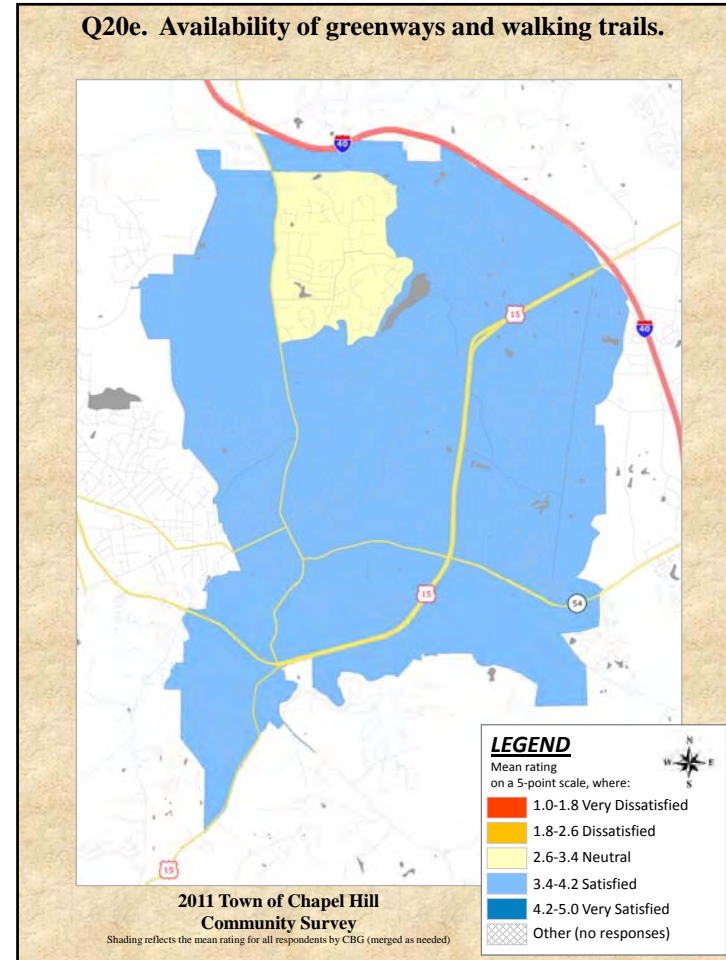 Q20e. Availability of greenways and walking trails.
40
15
40
15
54
15
LEGEND
Mean rating
on a 5-point scale, where:
N
W E
S
1.0-1.8 Very Dissatisfied
1.8-2.6 Dissatisfied
2.6-3.4 Neutral
3.4-4.2 Satisfied
4.2-5.0 Very Satisfied
Other (no responses)
2011 Town of Chapel Hill
Community Survey
Shading reflects the mean rating for all respondents by CBG (merged as needed)